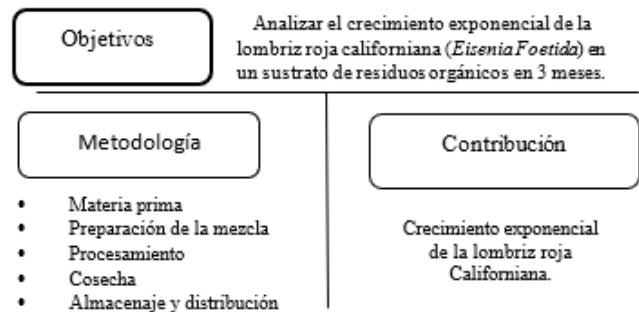 Objetivos
Analizar el crecimiento exponencial de la
lombriz roja californiana (Eisenia Foetida) en
un sustrato de residuos orgánicos en 3 meses.
Metodología
• Materia prima
• Preparación de la mezcla
• Procesamiento
• Cosecha
• Almacenaje y distribución
Contribución
Crecimiento exponencial
de la lombriz roja
Californiana.